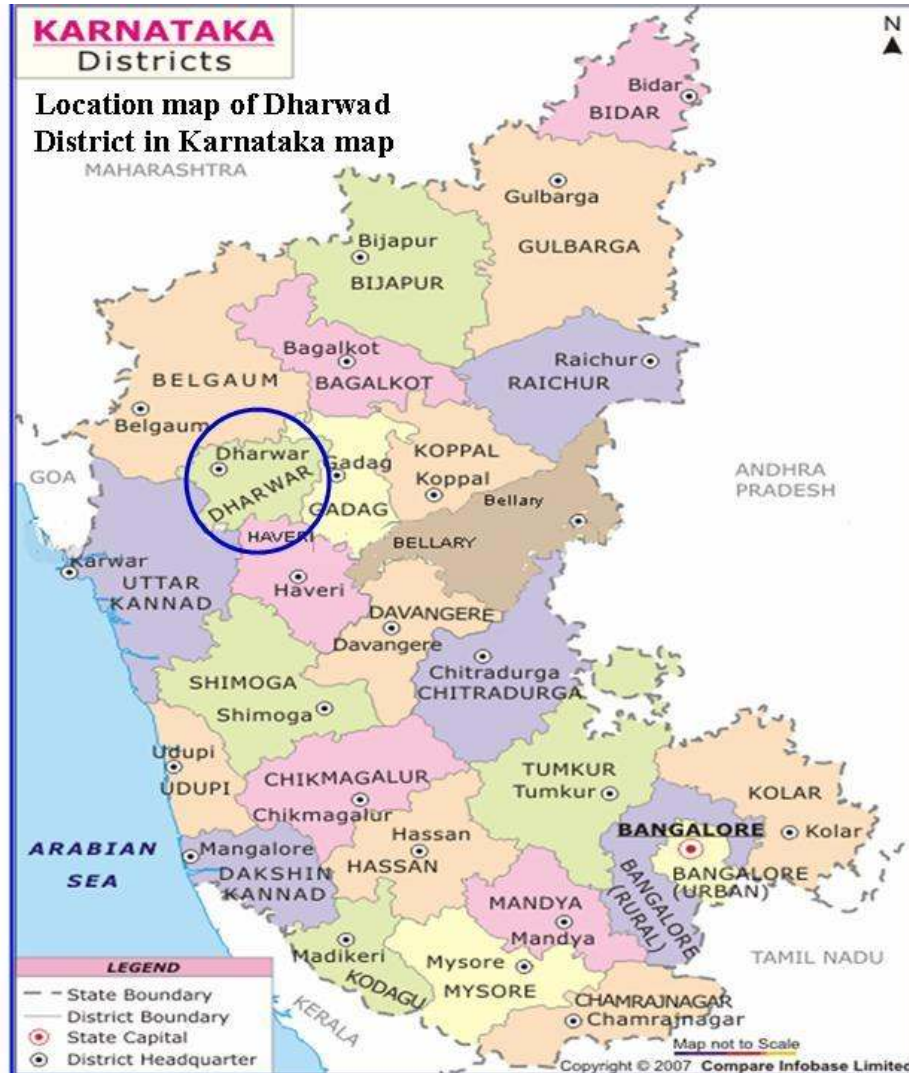 KARNATAKA
Districts
N
Location map of Dharwad
District in Karnataka map
MAHARASHTRA
Bidar
BIDAR
Gulbarga
GULBARGA
Bijapur
BIJAPUR
Bagalkot
BAGALKOT
Raichur
RAICHUR
BELGAUM
Belgaum
GOA
Dharwar
DHARWAR
Gadag
GADAG
KOPPAL
Koppal
ANDHRA
PRADESH
Bellary
BELLARY
HAVERI
Haveri
Karwar
UTTAR
KANNAD
DAVANGERE
Davangere
Chitradurga
CHITRADURGA
SHIMOGA
Shimoga
Udupi
UDUPI
CHIKMAGALUR
Chikmagalur
TUMKUR
Tumkur
KOLAR
Kolar
BANGALORE
BANGALORE
(URBAN)
BANGALORE
(RURAL)
Hassan
HASSAN
ARABIAN
SEA
Mangalore
DAKSHIN
KANNAD
MANDYA
Mandya
Madikeri
KODAGU
Mysore
MYSORE
TAMIL NADU
CHAMRAJNAGAR
Chamrajnagar
KERALA
LEGEND
State Boundary
District Boundary
State Capital
District Headquarter
Map not to Scale
Copyright © 2007 Compare Infobase Limited